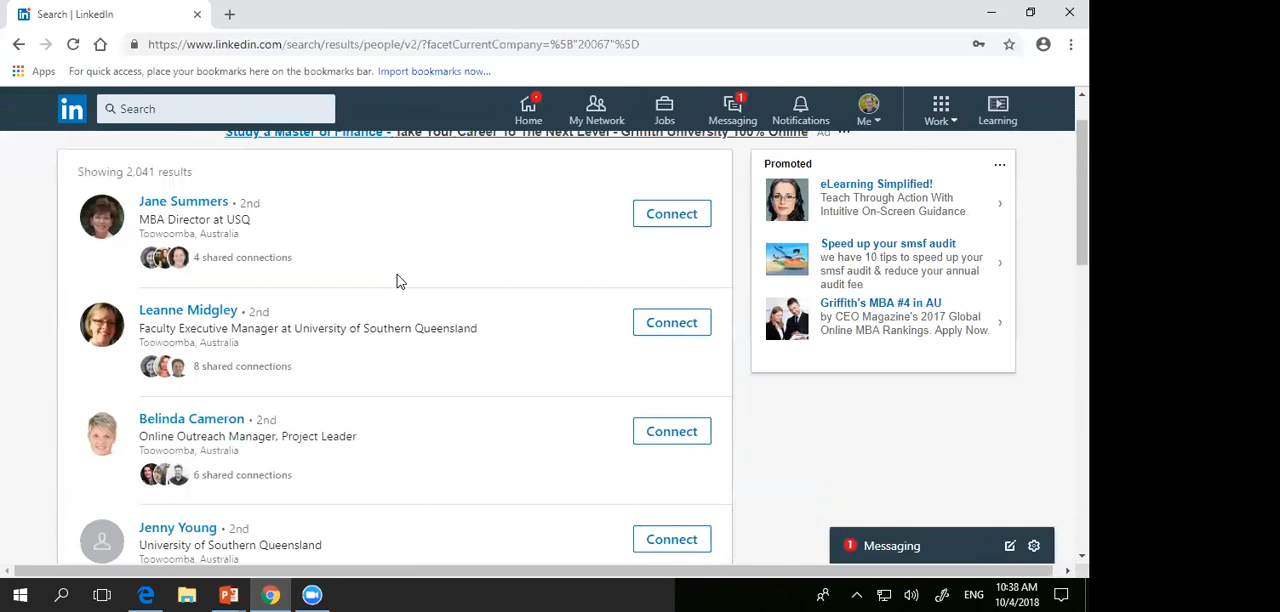 Search | LinkedIn
https://www.linkedin.com/search/results/people/v2/?facetCurrentCompany=%5B"20067"%5D
Apps For quick access, place your bookmarks here on the bookmarks bar. Import bookmarks now...
in Search
Home My Network Jobs 1 Messaging Notifications Me Work Learning
Study a Master of Finance - Take Your Career To The Next Level - Griffith University 100% Online Ad ...
Showing 2,041 results
Jane Summers • 2nd
MBA Director at USQ
Toowoomba, Australia
4 shared connections
Connect
Leanne Midgley • 2nd
Faculty Executive Manager at University of Southern Queensland
Toowoomba, Australia
8 shared connections
Connect
Belinda Cameron • 2nd
Online Outreach Manager, Project Leader
Toowoomba, Australia
6 shared connections
Connect
Jenny Young • 2nd
University of Southern Queensland
Toowoomba, Australia
Connect
Promoted ...
eLearning Simplified!
Teach Through Action With
Intuitive On-Screen Guidance
Speed up your smsf audit
we have 10 tips to speed up your
smsf audit & reduce your annual
audit fee
Griffith's MBA #4 in AU
by CEO Magazine's 2017 Global
Online MBA Rankings. Apply Now.
1 Messaging
ENG
10:38 AM
10/4/2018